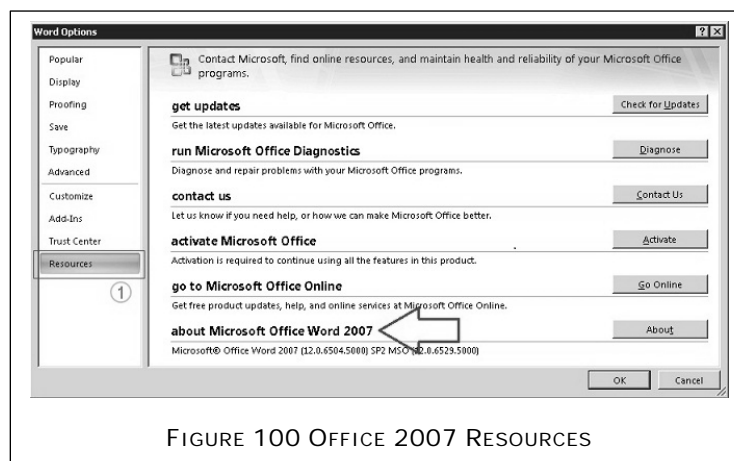 Word Options
Popular
Display
Proofing
Save
Typography
Advanced
Customize
Add-Ins
Trust Center
Resources
①
Contact Microsoft, find online resources, and maintain health and reliability of your Microsoft Office
programs.
get updates
Check for Updates
Get the latest updates available for Microsoft Office.
run Microsoft Office Diagnostics
Diagnose
Diagnose and repair problems with your Microsoft Office programs.
contact us
Contact Us
Let us know if you need help, or how we can make Microsoft Office better.
activate Microsoft Office
Activate
Activation is required to continue using all the features in this product.
go to Microsoft Office Online
Go Online
Get free product updates, help, and online services at Microsoft Office Online.
about Microsoft Office Word 2007
About
Microsoft® Office Word 2007 (12.0.6504.5000) SP2 MSO (12.0.6529.5000)
OK
Cancel
FIGURE 100 OFFICE 2007 RESOURCES